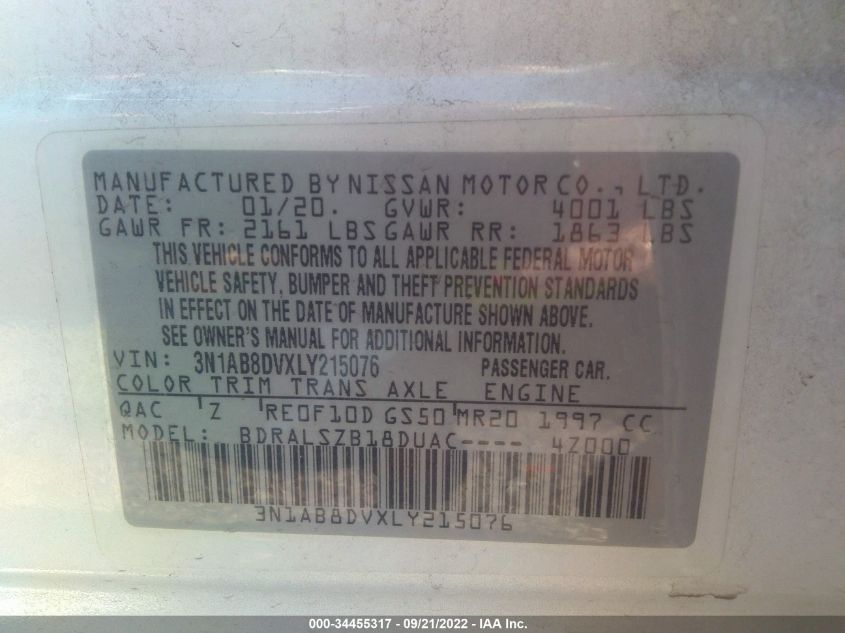 MANUFACTURED BY NISSAN MOTOR CO., LTD.
DATE: 01/20. GVWR: 4001 LBS
GAWR FR: 2161 LBS GAWR RR: 1863 LBS
THIS VEHICLE CONFORMS TO ALL APPLICABLE FEDERAL MOTOR
VEHICLE SAFETY, BUMPER AND THEFT PREVENTION STANDARDS
IN EFFECT ON THE DATE OF MANUFACTURE SHOWN ABOVE.
SEE OWNER'S MANUAL FOR ADDITIONAL INFORMATION.
VIN: 3N1AB8DVXLY215076 PASSENGER CAR.
COLOR TRIM TRANS AXLE ENGINE
QAC Z RE0F10D GS50 MR20 1997 CC
MODEL: BDRALSZB18DUAC---- 4Z000
3N1AB8DVXLY215076
000-34455317 - 09/21/2022 - IAA Inc.